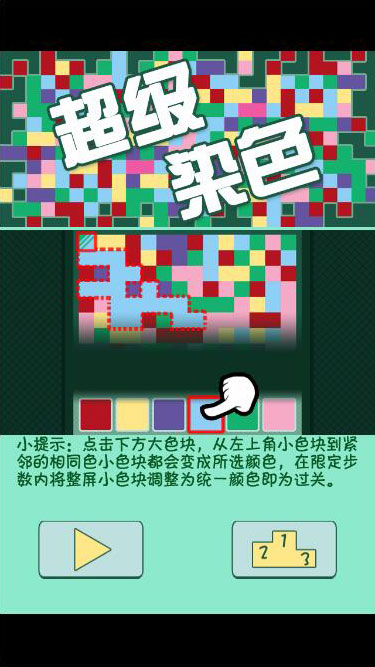 超级
染色
小提示：点击下方大色块，从左上角小色块到紧
邻的相同色小色块都会变成所选颜色，在限定步
数内将整屏小色块调整为统一颜色即为过关。
1
2
3